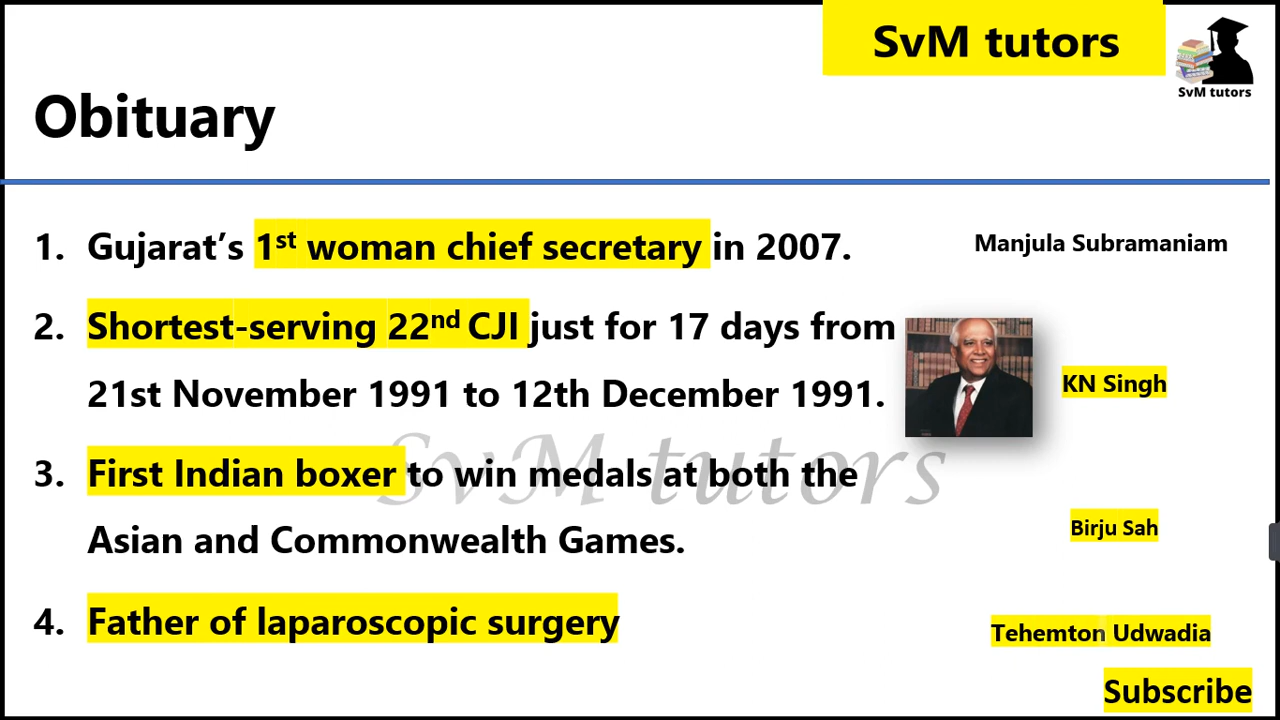 SvM tutors
SvM tutors
Obituary
1. Gujarat’s 1st woman chief secretary in 2007.
Manjula Subramaniam
2. Shortest-serving 22nd CJI just for 17 days from
21st November 1991 to 12th December 1991.
KN Singh
3. First Indian boxer to win medals at both the
Asian and Commonwealth Games.
SvM tutors
Birju Sah
4. Father of laparoscopic surgery
Tehemton Udwadia
Subscribe